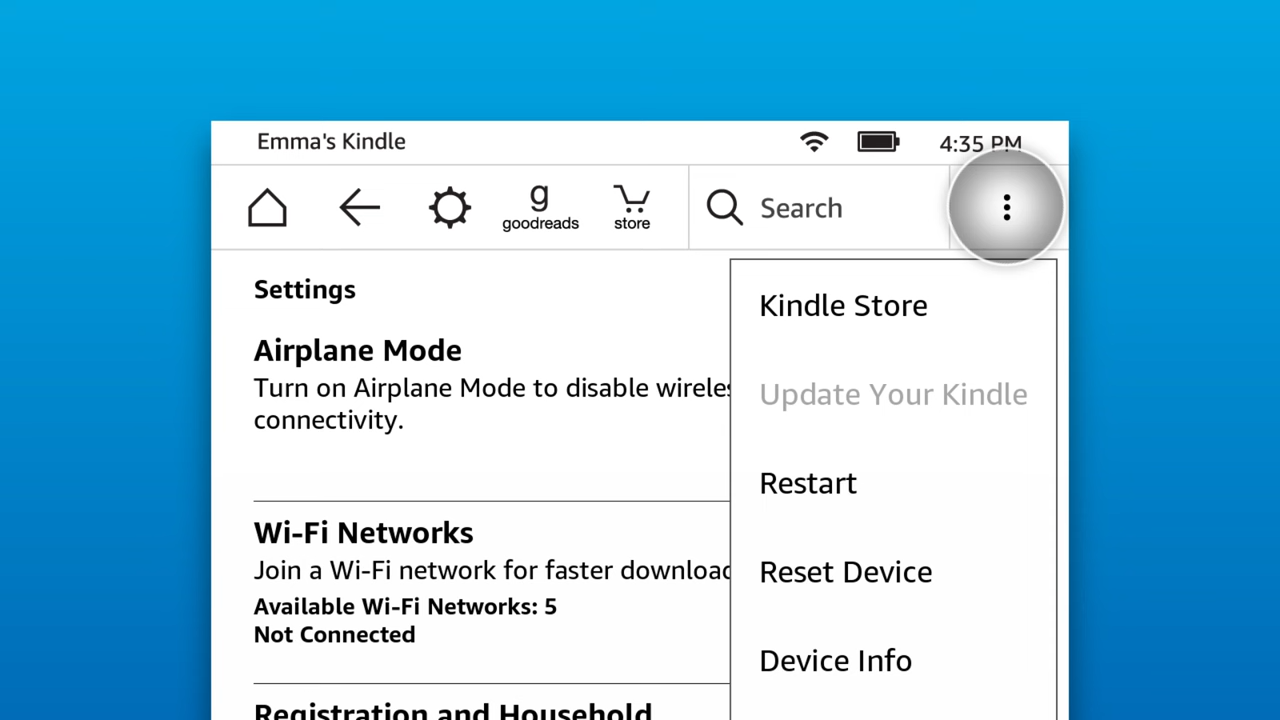 Emma's Kindle
4:35 PM
g
goodreads
store
Search
Settings
Airplane Mode
Turn on Airplane Mode to disable wireles
connectivity.
Wi-Fi Networks
Join a Wi-Fi network for faster download
Available Wi-Fi Networks: 5
Not Connected
Registration and Household
Kindle Store
Update Your Kindle
Restart
Reset Device
Device Info